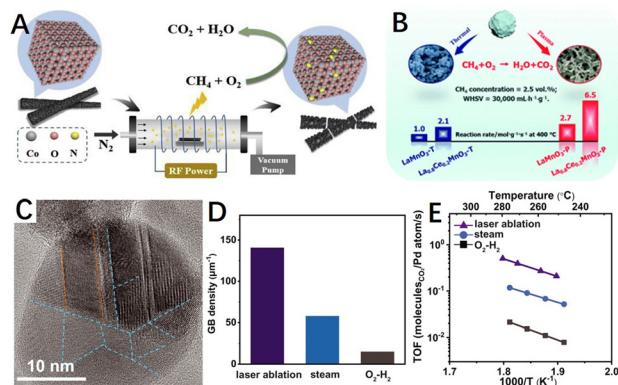 A
CO₂ + H₂O
CH₄ + O₂
Co O N
N₂
RF Power
Vacuum
Pump
B
Thermal
Plasma
CH₄+O₂ → H₂O+CO₂
CH₄ concentration = 2.5 vol.%;
WHSV = 30,000 mL·h⁻¹·g⁻¹.
6.5
2.7
2.1
1.0
Reaction rate/mol·g⁻¹·s⁻¹ at 400 °C
LaMnO₃-T
La₀.₈Ce₀.₂MnO₃-T
LaMnO₃-P
La₀.₈Ce₀.₂MnO₃-P
C
10 nm
D
GB density (μm⁻¹)
150
100
50
0
laser ablation steam O₂-H₂
E
Temperature (°C)
300 280 260 240
laser ablation
steam
O₂-H₂
TOF (molecules_CO/Pd atom/s)
10⁰
10⁻¹
10⁻²
1.7 1.8 1.9 2.0
1000/T (K⁻¹)